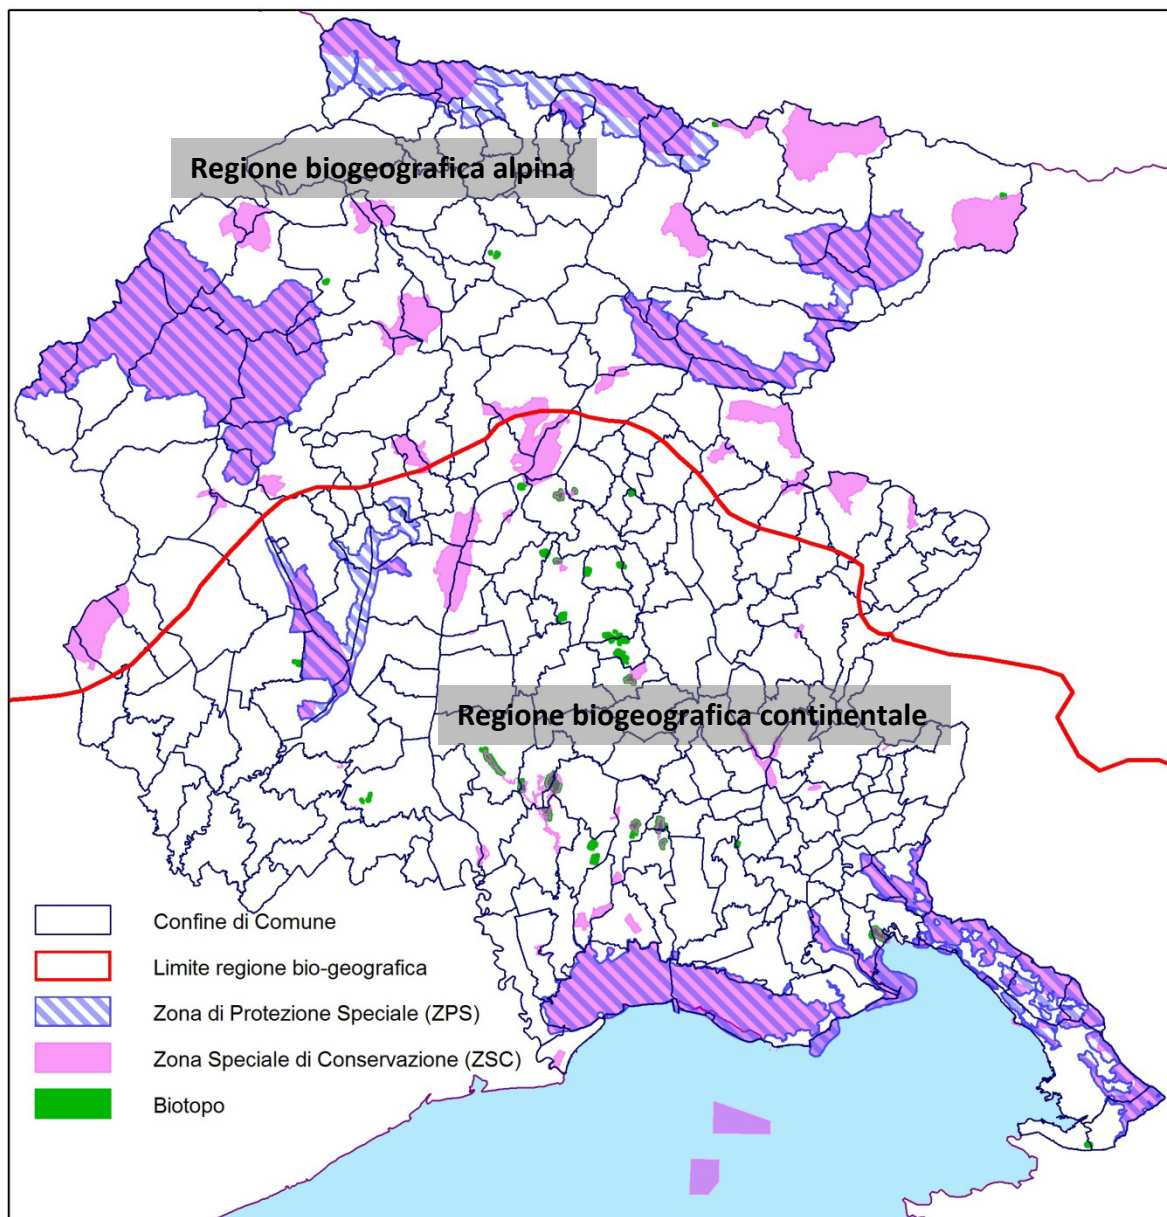 Regione biogeografica alpina
Regione biogeografica continentale
Confine di Comune
Limite regione bio-geografica
Zona di Protezione Speciale (ZPS)
Zona Speciale di Conservazione (ZSC)
Biotopo